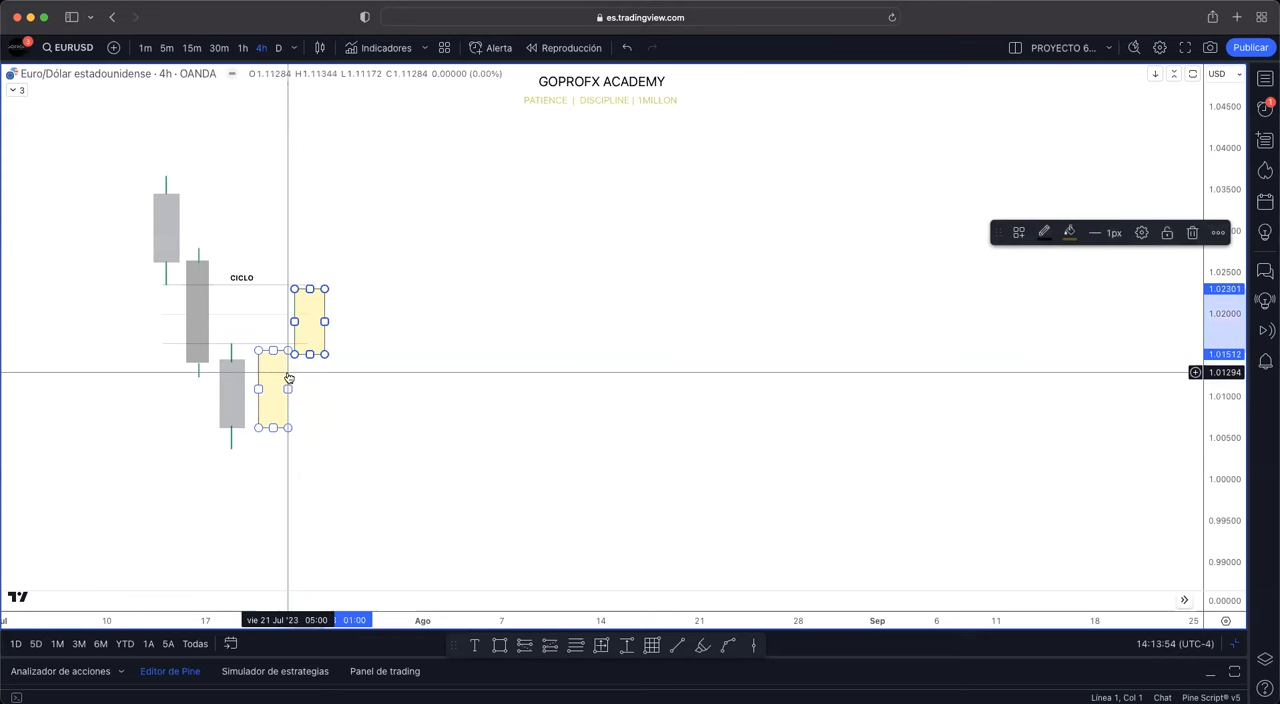 es.tradingview.com
3
EURUSD
1m 5m 15m 30m 1h 4h D
Indicadores
Alerta
Reproducción
PROYECTO 6...
Publicar
Euro/Dólar estadounidense · 4h · OANDA
O1.11284 H1.11344 L1.11172 C1.11284 0.00000 (0.00%)
3
GOPROFX ACADEMY
PATIENCE | DISCIPLINE | 1MILLON
USD
1.04500
1
1.04000
1.03500
1px
CICLO
1.02500
1.02301
1.02000
1.01512
1.01294
1.01000
1.00500
1.00000
0.99500
0.99000
0.00000
10 17 vie 21 Jul '23 05:00 01:00 Ago 7 14 21 28 Sep 6 11 18 25
1D 5D 1M 3M 6M YTD 1A 5A Todas
14:13:54 (UTC-4)
Analizador de acciones
Editor de Pine
Simulador de estrategias
Panel de trading
Línea 1, Col 1 Chat Pine Script® v5